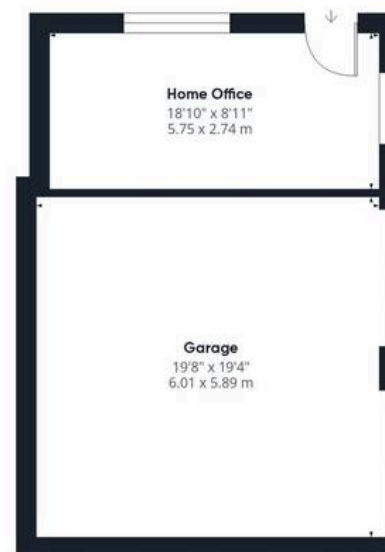 Home Office
18'10" x 8'11"
5.75 x 2.74 m
Garage
19'8" x 19'4"
6.01 x 5.89 m